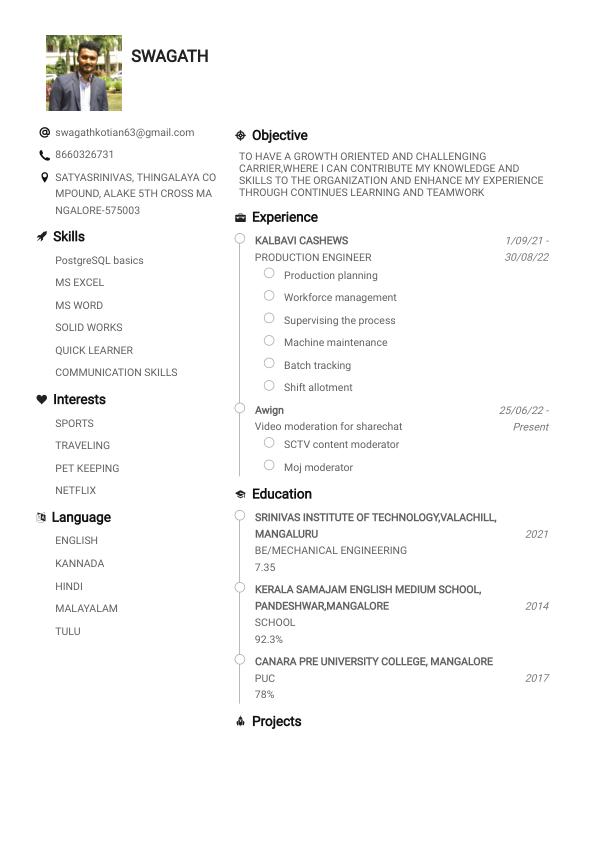 SWAGATH
swagathkotian63@gmail.com
8660326731
SATYASRINIVAS, THINGALAYA CO
MPOUND, ALAKE 5TH CROSS MA
NGALORE-575003
Skills
PostgreSQL basics
MS EXCEL
MS WORD
SOLID WORKS
QUICK LEARNER
COMMUNICATION SKILLS
Interests
SPORTS
TRAVELING
PET KEEPING
NETFLIX
Language
ENGLISH
KANNADA
HINDI
MALAYALAM
TULU
Objective
TO HAVE A GROWTH ORIENTED AND CHALLENGING
CARRIER,WHERE I CAN CONTRIBUTE MY KNOWLEDGE AND
SKILLS TO THE ORGANIZATION AND ENHANCE MY EXPERIENCE
THROUGH CONTINUES LEARNING AND TEAMWORK
Experience
KALBAVI CASHEWS 1/09/21 -
PRODUCTION ENGINEER 30/08/22
Production planning
Workforce management
Supervising the process
Machine maintenance
Batch tracking
Shift allotment
Awign 25/06/22 -
Video moderation for sharechat Present
SCTV content moderator
Moj moderator
Education
SRINIVAS INSTITUTE OF TECHNOLOGY,VALACHILL,
MANGALURU 2021
BE/MECHANICAL ENGINEERING
7.35
KERALA SAMAJAM ENGLISH MEDIUM SCHOOL,
PANDESHWAR,MANGALORE 2014
SCHOOL
92.3%
CANARA PRE UNIVERSITY COLLEGE, MANGALORE
PUC 2017
78%
Projects